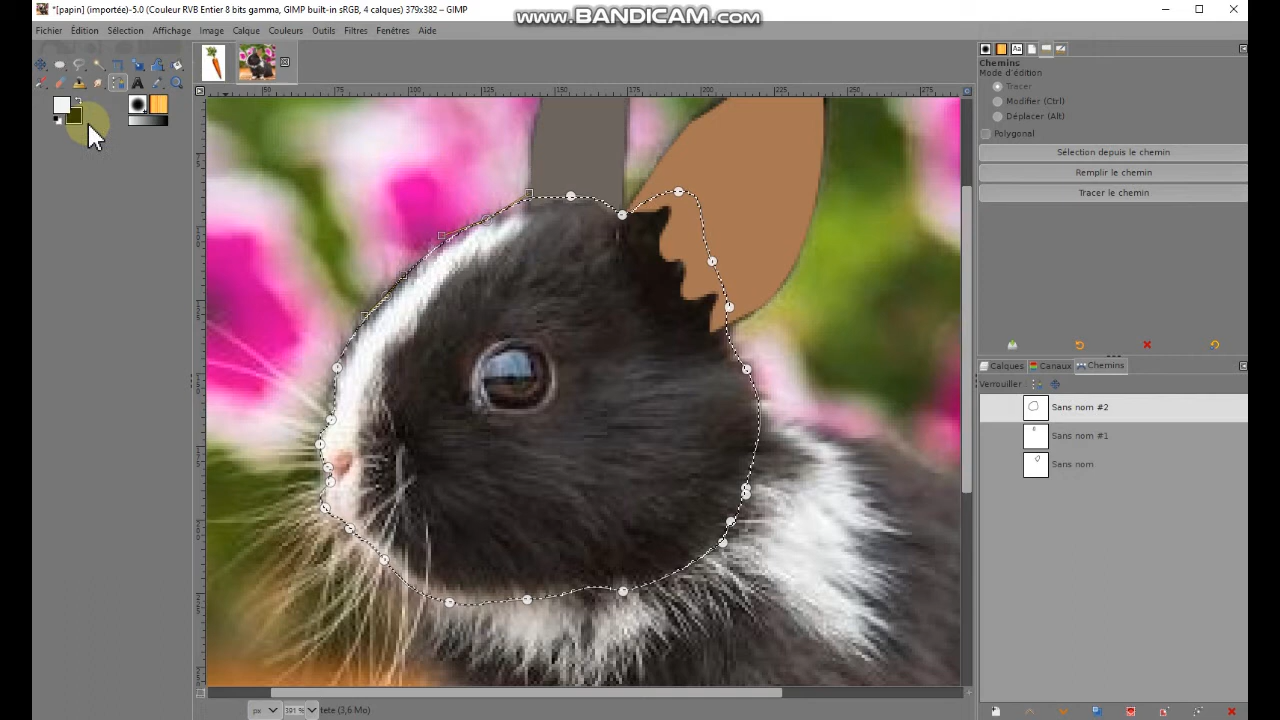 *[papin] (importée)-5.0 (Couleur RVB Entier 8 bits gamma, GIMP built-in sRGB, 4 calques) 379x382 – GIMP
www.BANDICAM.com
Fichier Édition Sélection Affichage Image Calque Couleurs Outils Filtres Fenêtres Aide
Chemins
Mode d'édition
Tracer
Modifier (Ctrl)
Déplacer (Alt)
Polygonal
Sélection depuis le chemin
Remplir le chemin
Tracer le chemin
Calques Canaux Chemins
Verrouiller :
Sans nom #2
Sans nom #1
Sans nom
px 391 % tete (3,6 Mo)